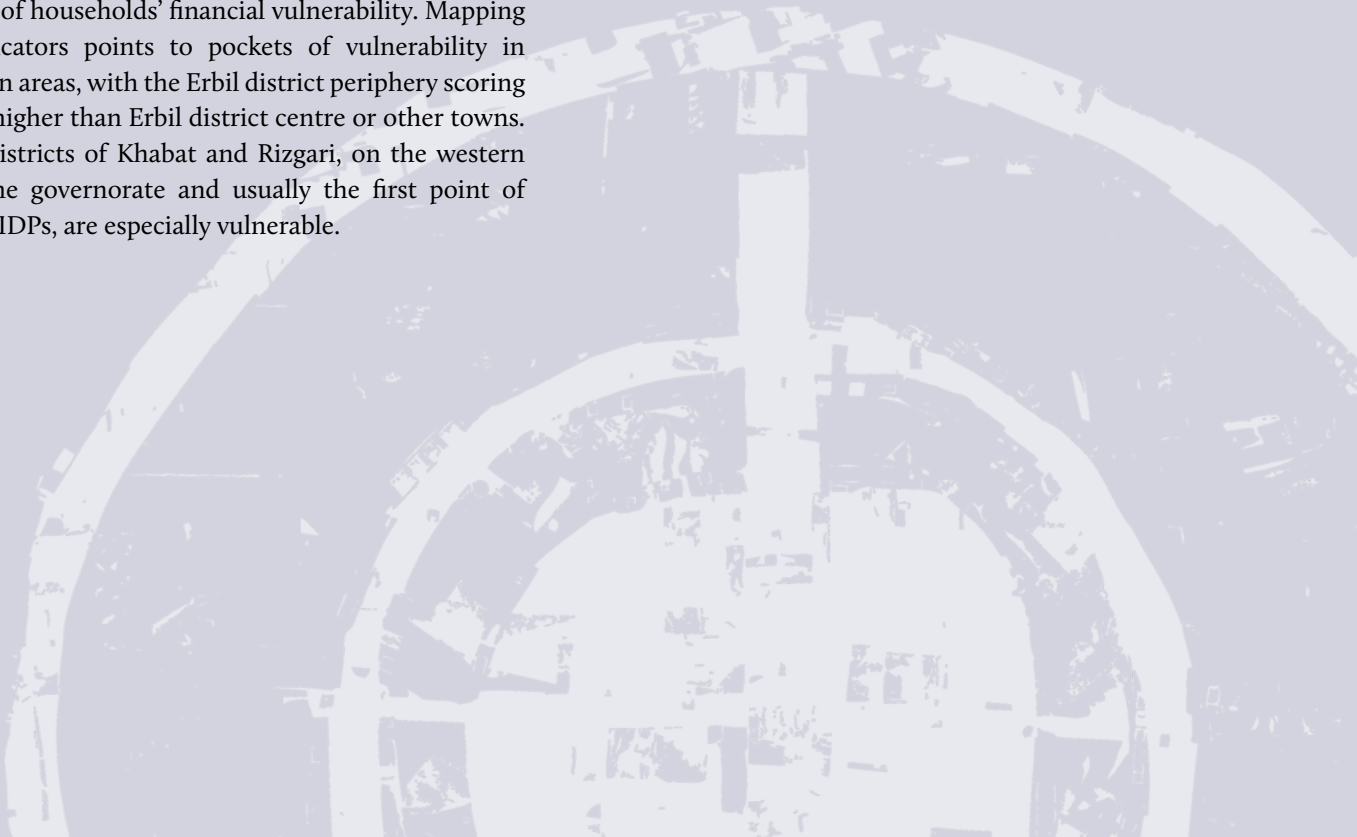 of households’ financial vulnerability. Mapping
cators points to pockets of vulnerability in
n areas, with the Erbil district periphery scoring
higher than Erbil district centre or other towns.
istricts of Khabat and Rizgari, on the western
ne governorate and usually the first point of
IDPs, are especially vulnerable.